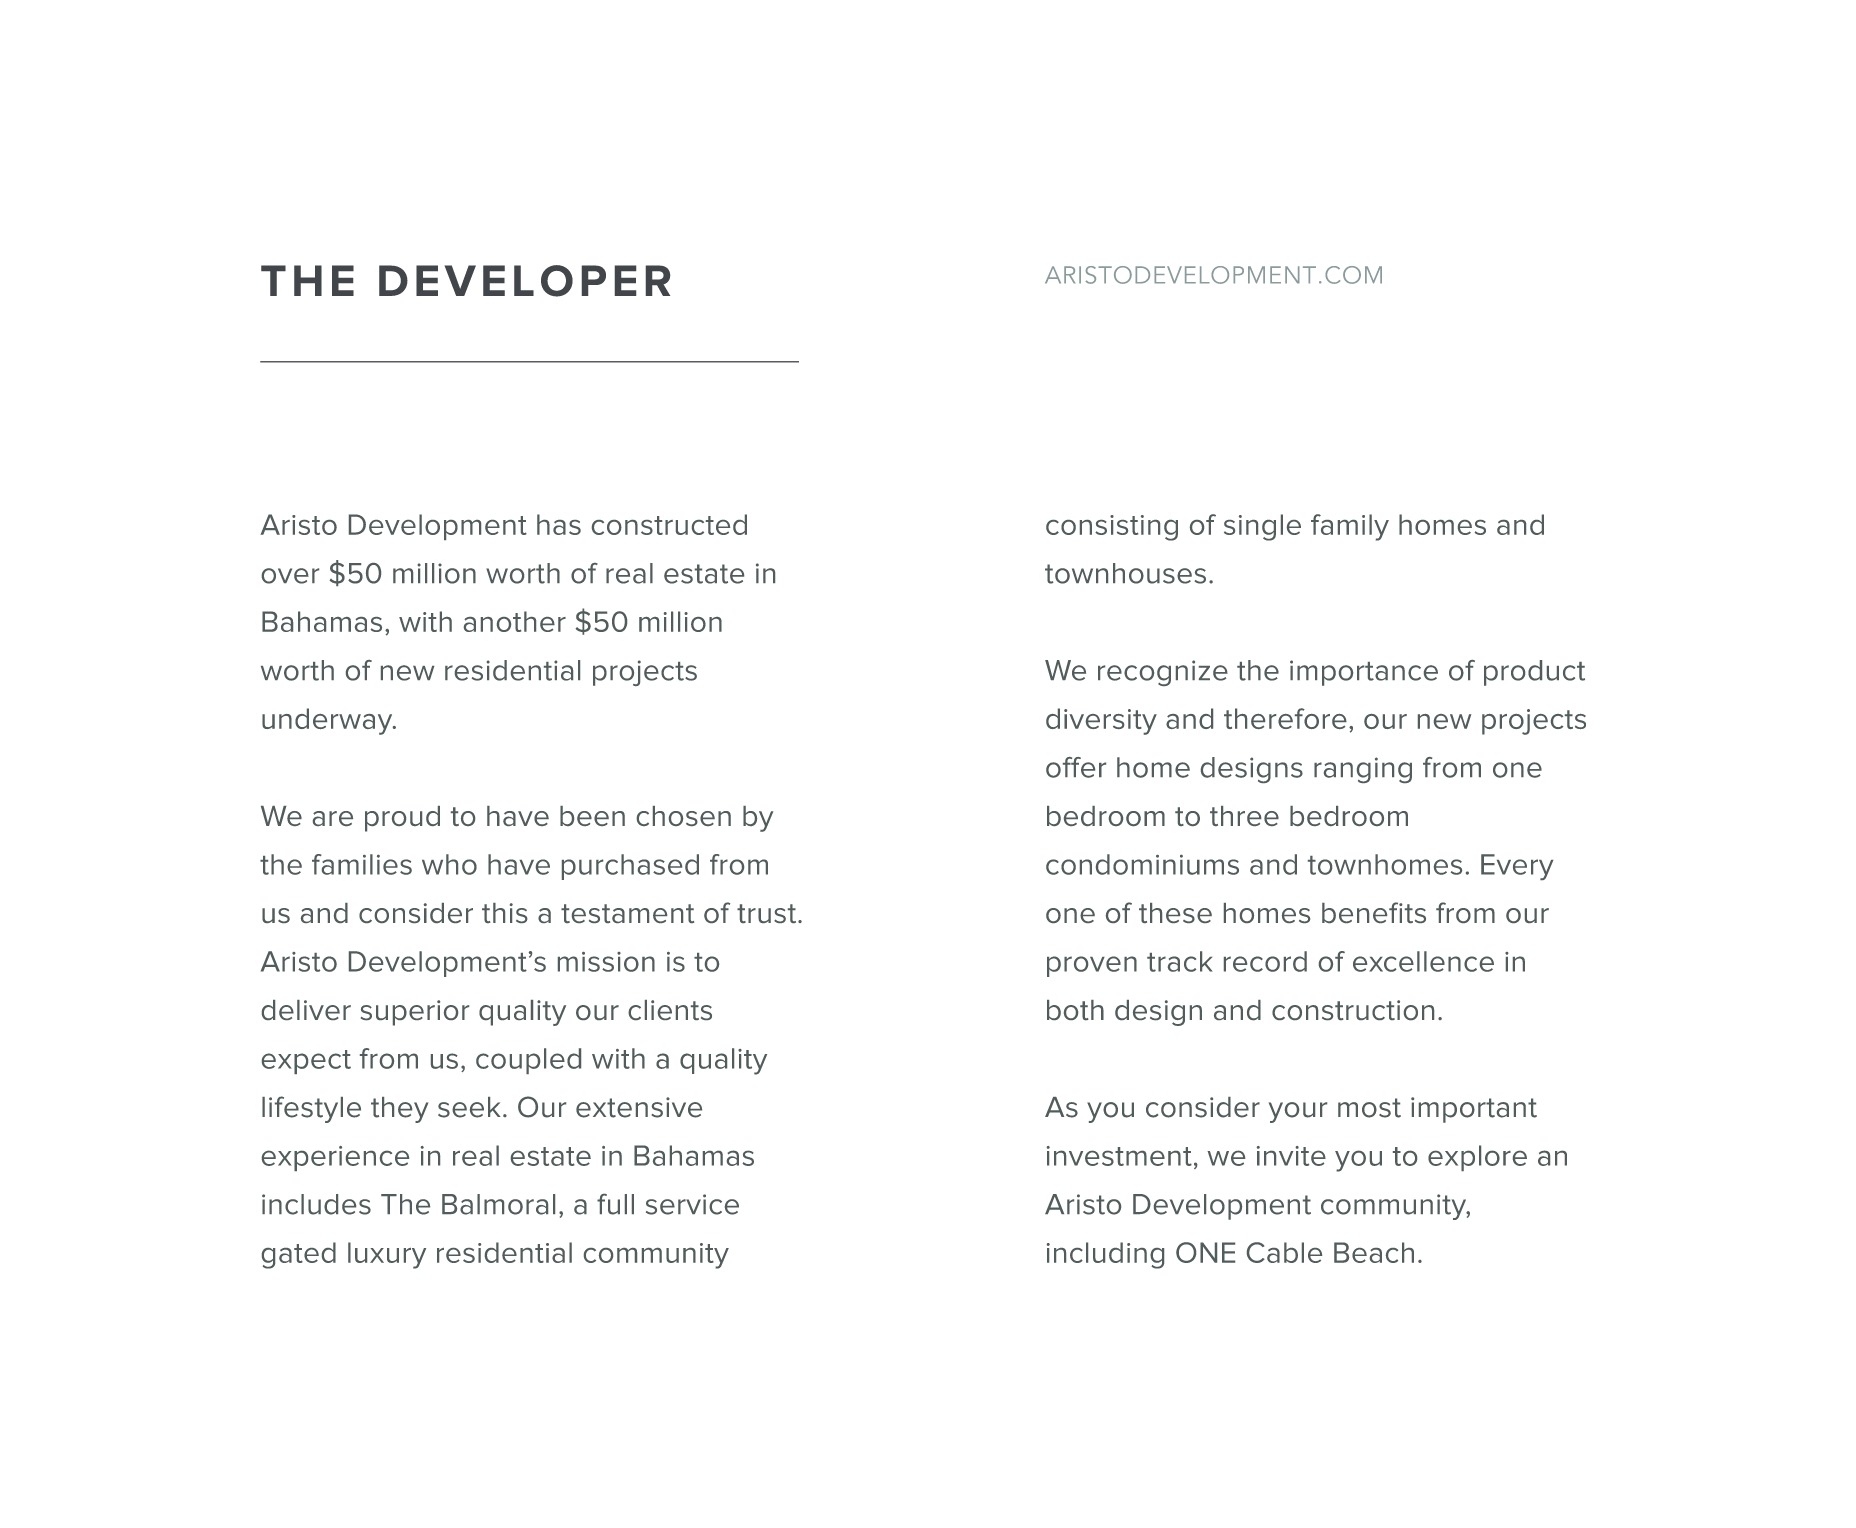 THE DEVELOPER
ARISTODEVELOPMENT.COM
Aristo Development has constructed
over $50 million worth of real estate in
Bahamas, with another $50 million
worth of new residential projects
underway.
We are proud to have been chosen by
the families who have purchased from
us and consider this a testament of trust.
Aristo Development’s mission is to
deliver superior quality our clients
expect from us, coupled with a quality
lifestyle they seek. Our extensive
experience in real estate in Bahamas
includes The Balmoral, a full service
gated luxury residential community
consisting of single family homes and
townhouses.
We recognize the importance of product
diversity and therefore, our new projects
offer home designs ranging from one
bedroom to three bedroom
condominiums and townhomes. Every
one of these homes benefits from our
proven track record of excellence in
both design and construction.
As you consider your most important
investment, we invite you to explore an
Aristo Development community,
including ONE Cable Beach.